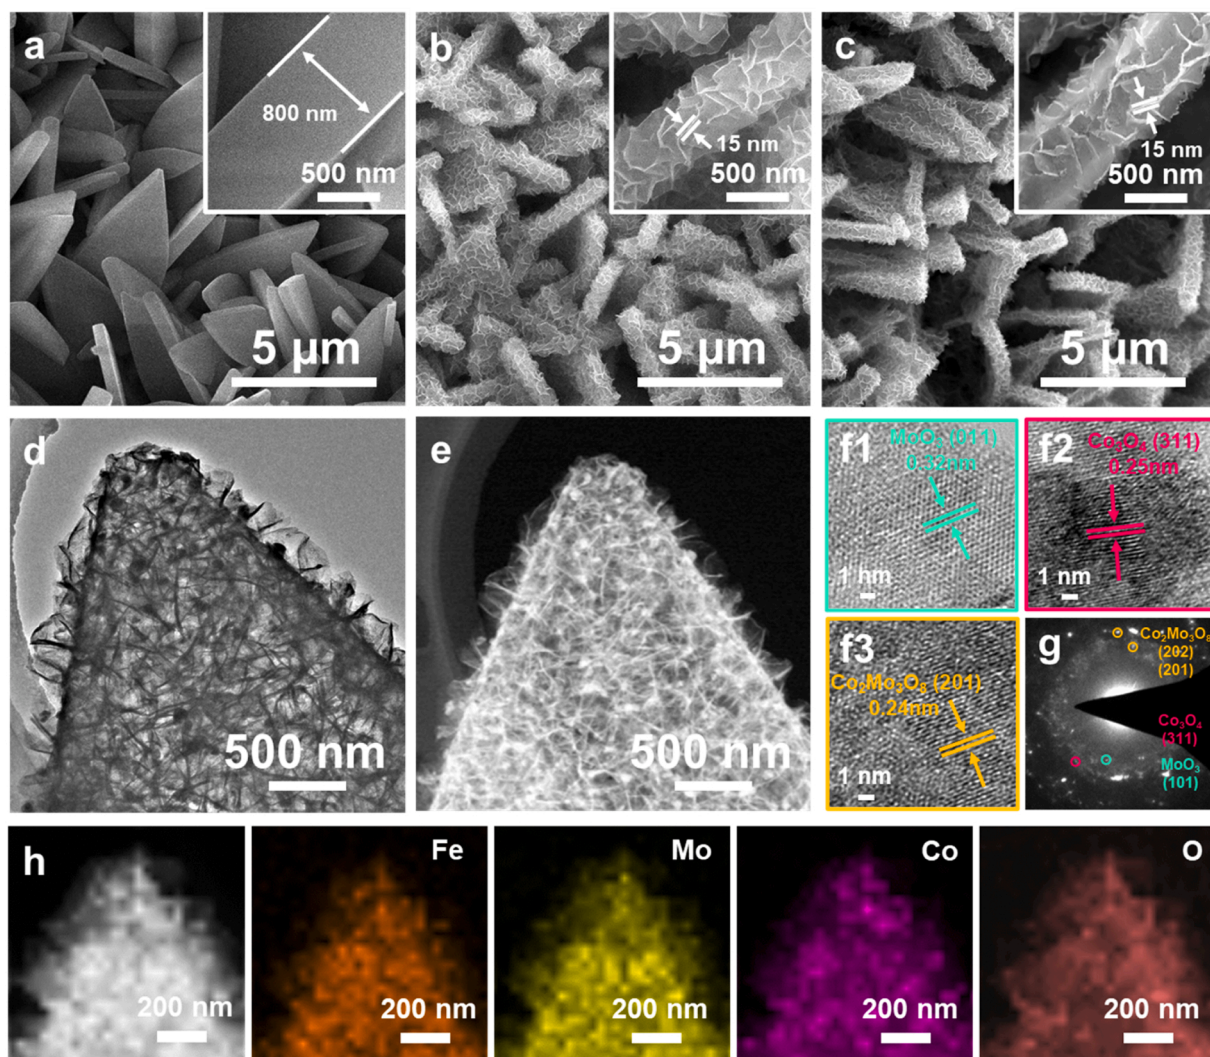 a
800 nm
500 nm
5 μm
b
15 nm
500 nm
5 μm
c
15 nm
500 nm
5 μm
d
500 nm
e
500 nm
f1
MoO₃ (011)
0.32nm
1 nm
f2
Co₃O₄ (311)
0.25nm
1 nm
f3
Co₂Mo₃O₈ (201)
0.24nm
1 nm
g
Co₂Mo₃O₈
(202)
(201)
Co₃O₄
(311)
MoO₃
(101)
h
200 nm
Fe
200 nm
Mo
200 nm
Co
200 nm
O
200 nm